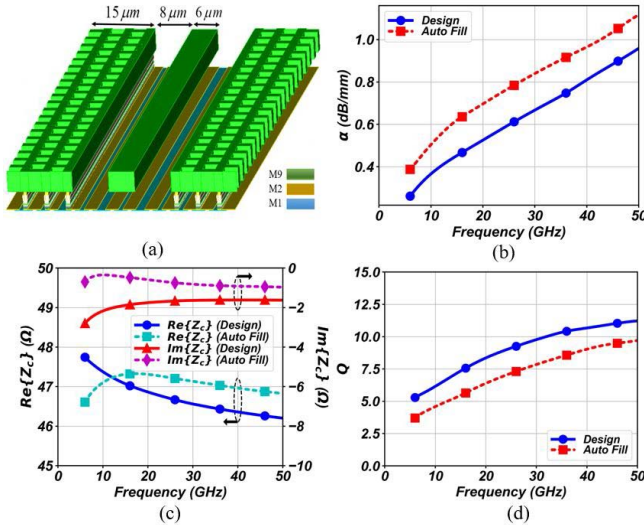 15 μm
8 μm
6 μm
M9
M2
M1
(a)
α (dB/mm)
1.0
0.8
0.6
0.4
0
10
20
30
40
50
Frequency (GHz)
Design
Auto Fill
(b)
Re{Zc} (Ω)
50
49
48
47
46
45
0
10
20
30
40
50
Frequency (GHz)
0
−2
−4
−6
−8
−10
Im{Zc} (Ω)
Re{Zc} (Design)
Re{Zc} (Auto Fill)
Im{Zc} (Design)
Im{Zc} (Auto Fill)
(c)
Q
15.0
12.5
10.0
7.5
5.0
2.5
0.0
0
10
20
30
40
50
Frequency (GHz)
Design
Auto Fill
(d)